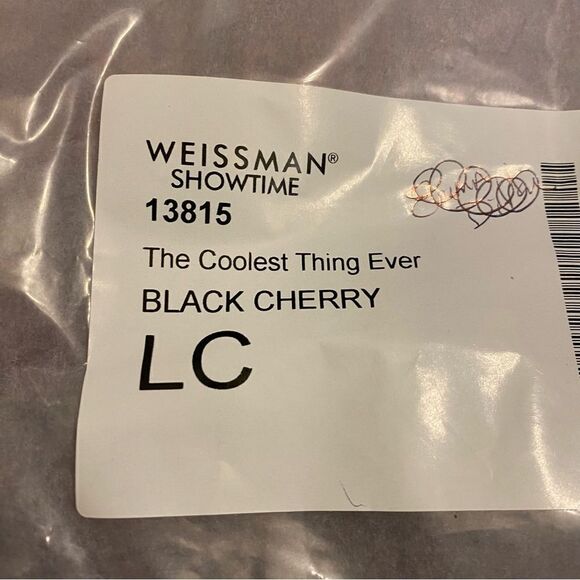 WEISSMAN®
SHOWTIME
13815
The Coolest Thing Ever
BLACK CHERRY
LC